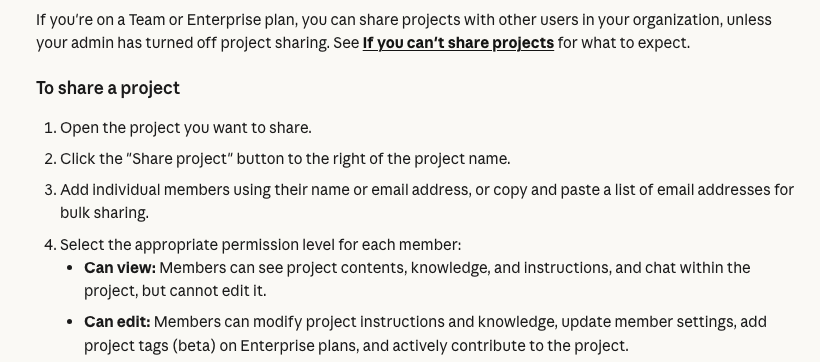 If you're on a Team or Enterprise plan, you can share projects with other users in your organization, unless
your admin has turned off project sharing. See If you can't share projects for what to expect.
To share a project
1. Open the project you want to share.
2. Click the "Share project" button to the right of the project name.
3. Add individual members using their name or email address, or copy and paste a list of email addresses for
bulk sharing.
4. Select the appropriate permission level for each member:
• Can view: Members can see project contents, knowledge, and instructions, and chat within the
project, but cannot edit it.
• Can edit: Members can modify project instructions and knowledge, update member settings, add
project tags (beta) on Enterprise plans, and actively contribute to the project.